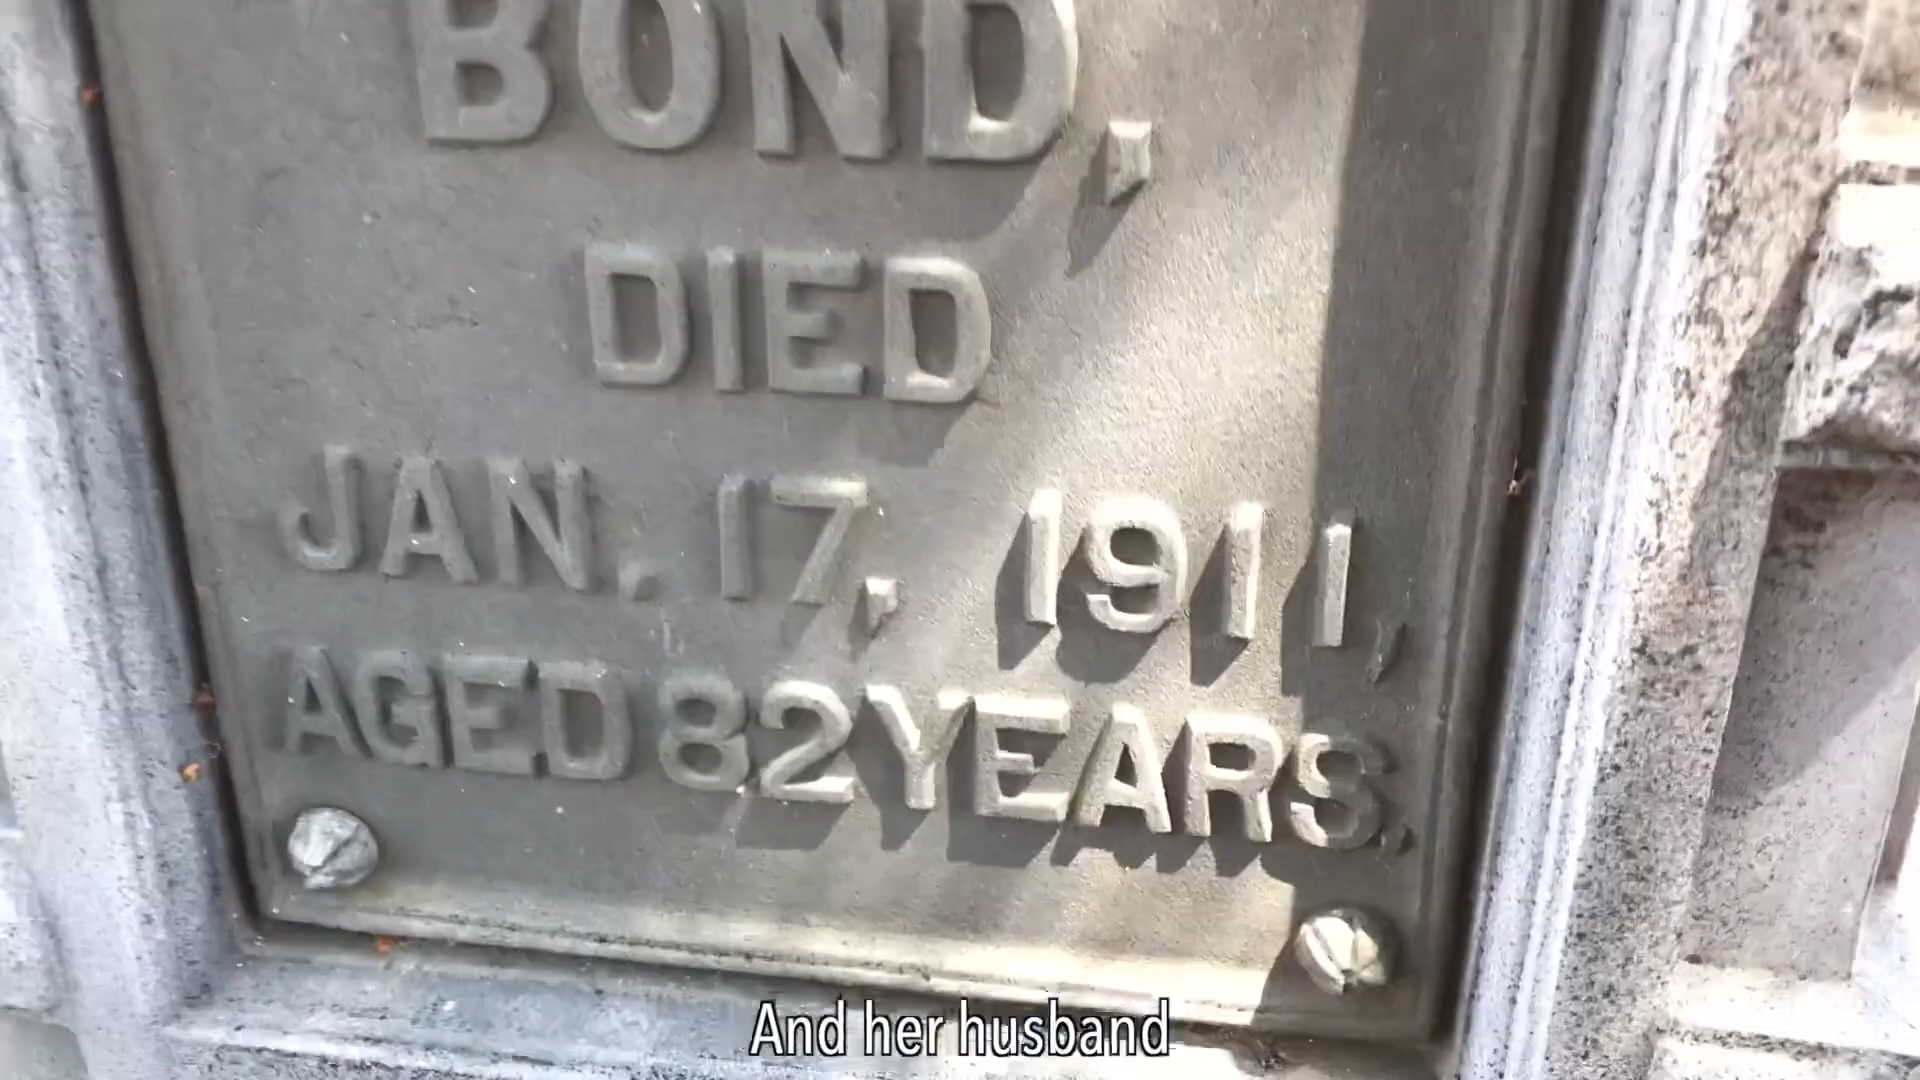 BOND,
DIED
JAN. 17, 1911,
AGED 82 YEARS.
And her husband